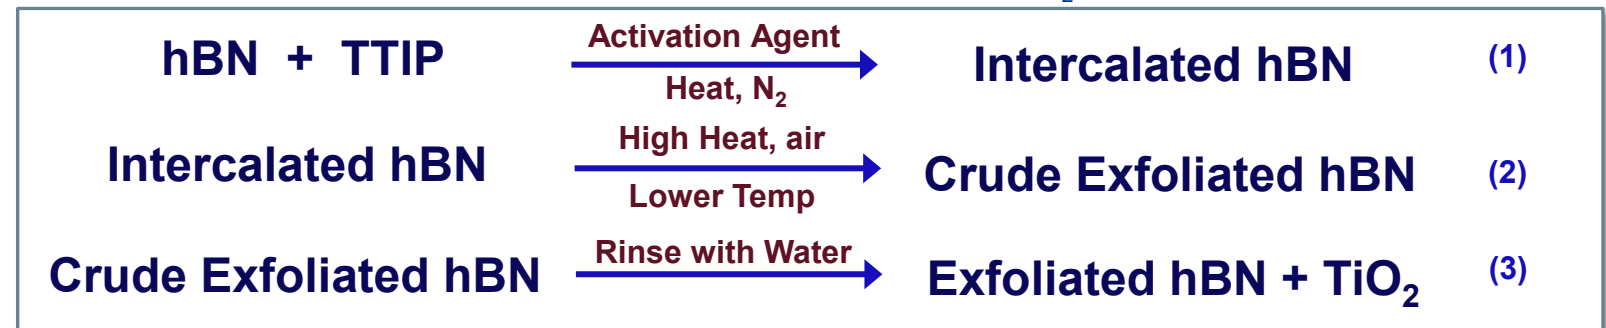 2
Activation Agent
hBN + TTIP Intercalated hBN (1)
Heat, N2
High Heat, air
Intercalated hBN Crude Exfoliated hBN (2)
Lower Temp
Rinse with Water
Crude Exfoliated hBN Exfoliated hBN + TiO2 (3)